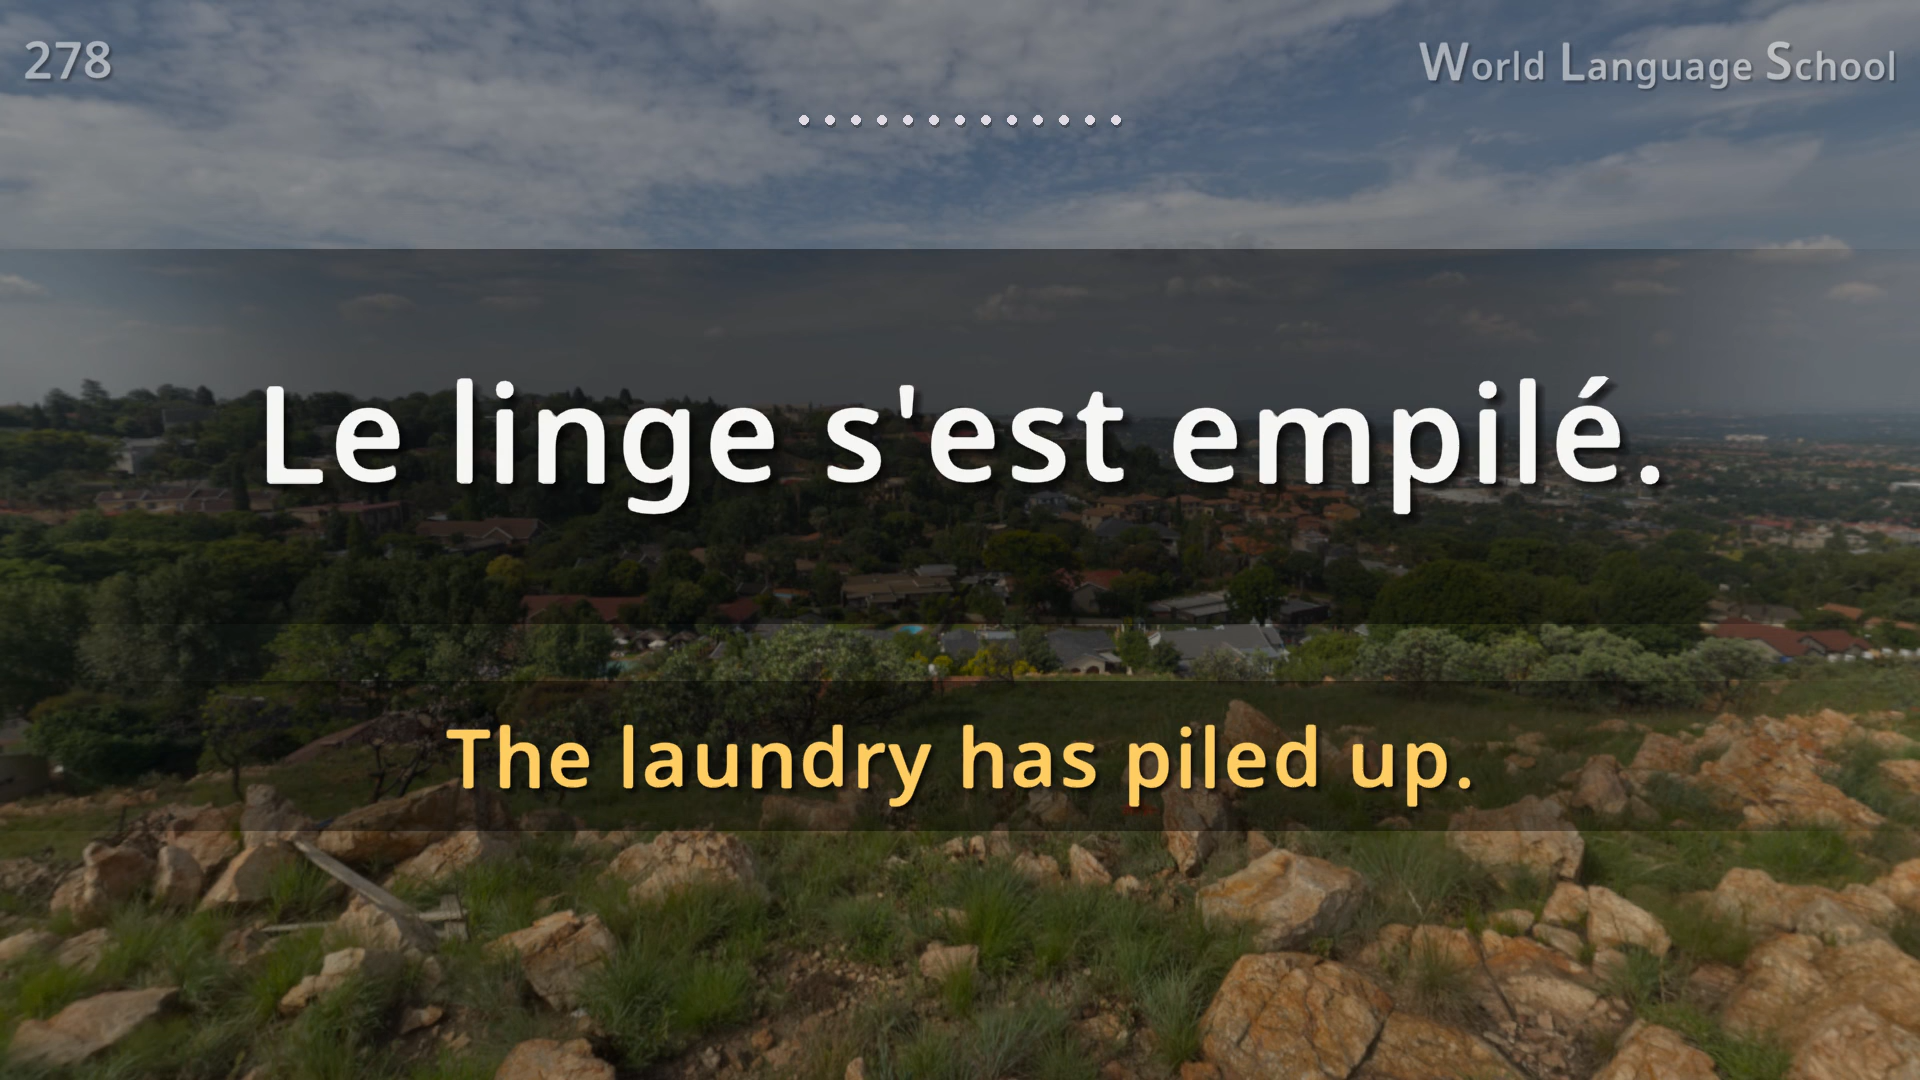 278
World Language School
Le linge s'est empilé.
The laundry has piled up.